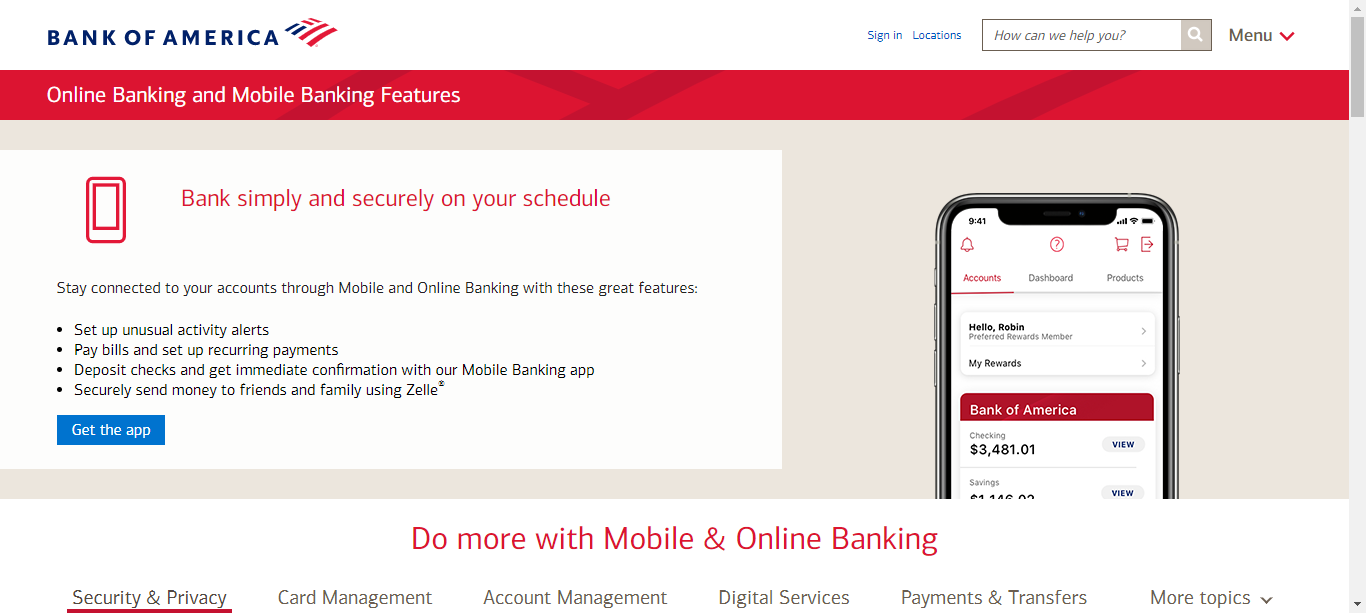 BANK OF AMERICA
Sign in Locations How can we help you? Menu
Online Banking and Mobile Banking Features
Bank simply and securely on your schedule
Stay connected to your accounts through Mobile and Online Banking with these great features:
Set up unusual activity alerts
Pay bills and set up recurring payments
Deposit checks and get immediate confirmation with our Mobile Banking app
Securely send money to friends and family using Zelle®
Get the app
9:41
Accounts Dashboard Products
Hello, Robin
Preferred Rewards Member
My Rewards
Bank of America
Checking
$3,481.01 VIEW
Savings
VIEW
Do more with Mobile & Online Banking
Security & Privacy Card Management Account Management Digital Services Payments & Transfers More topics